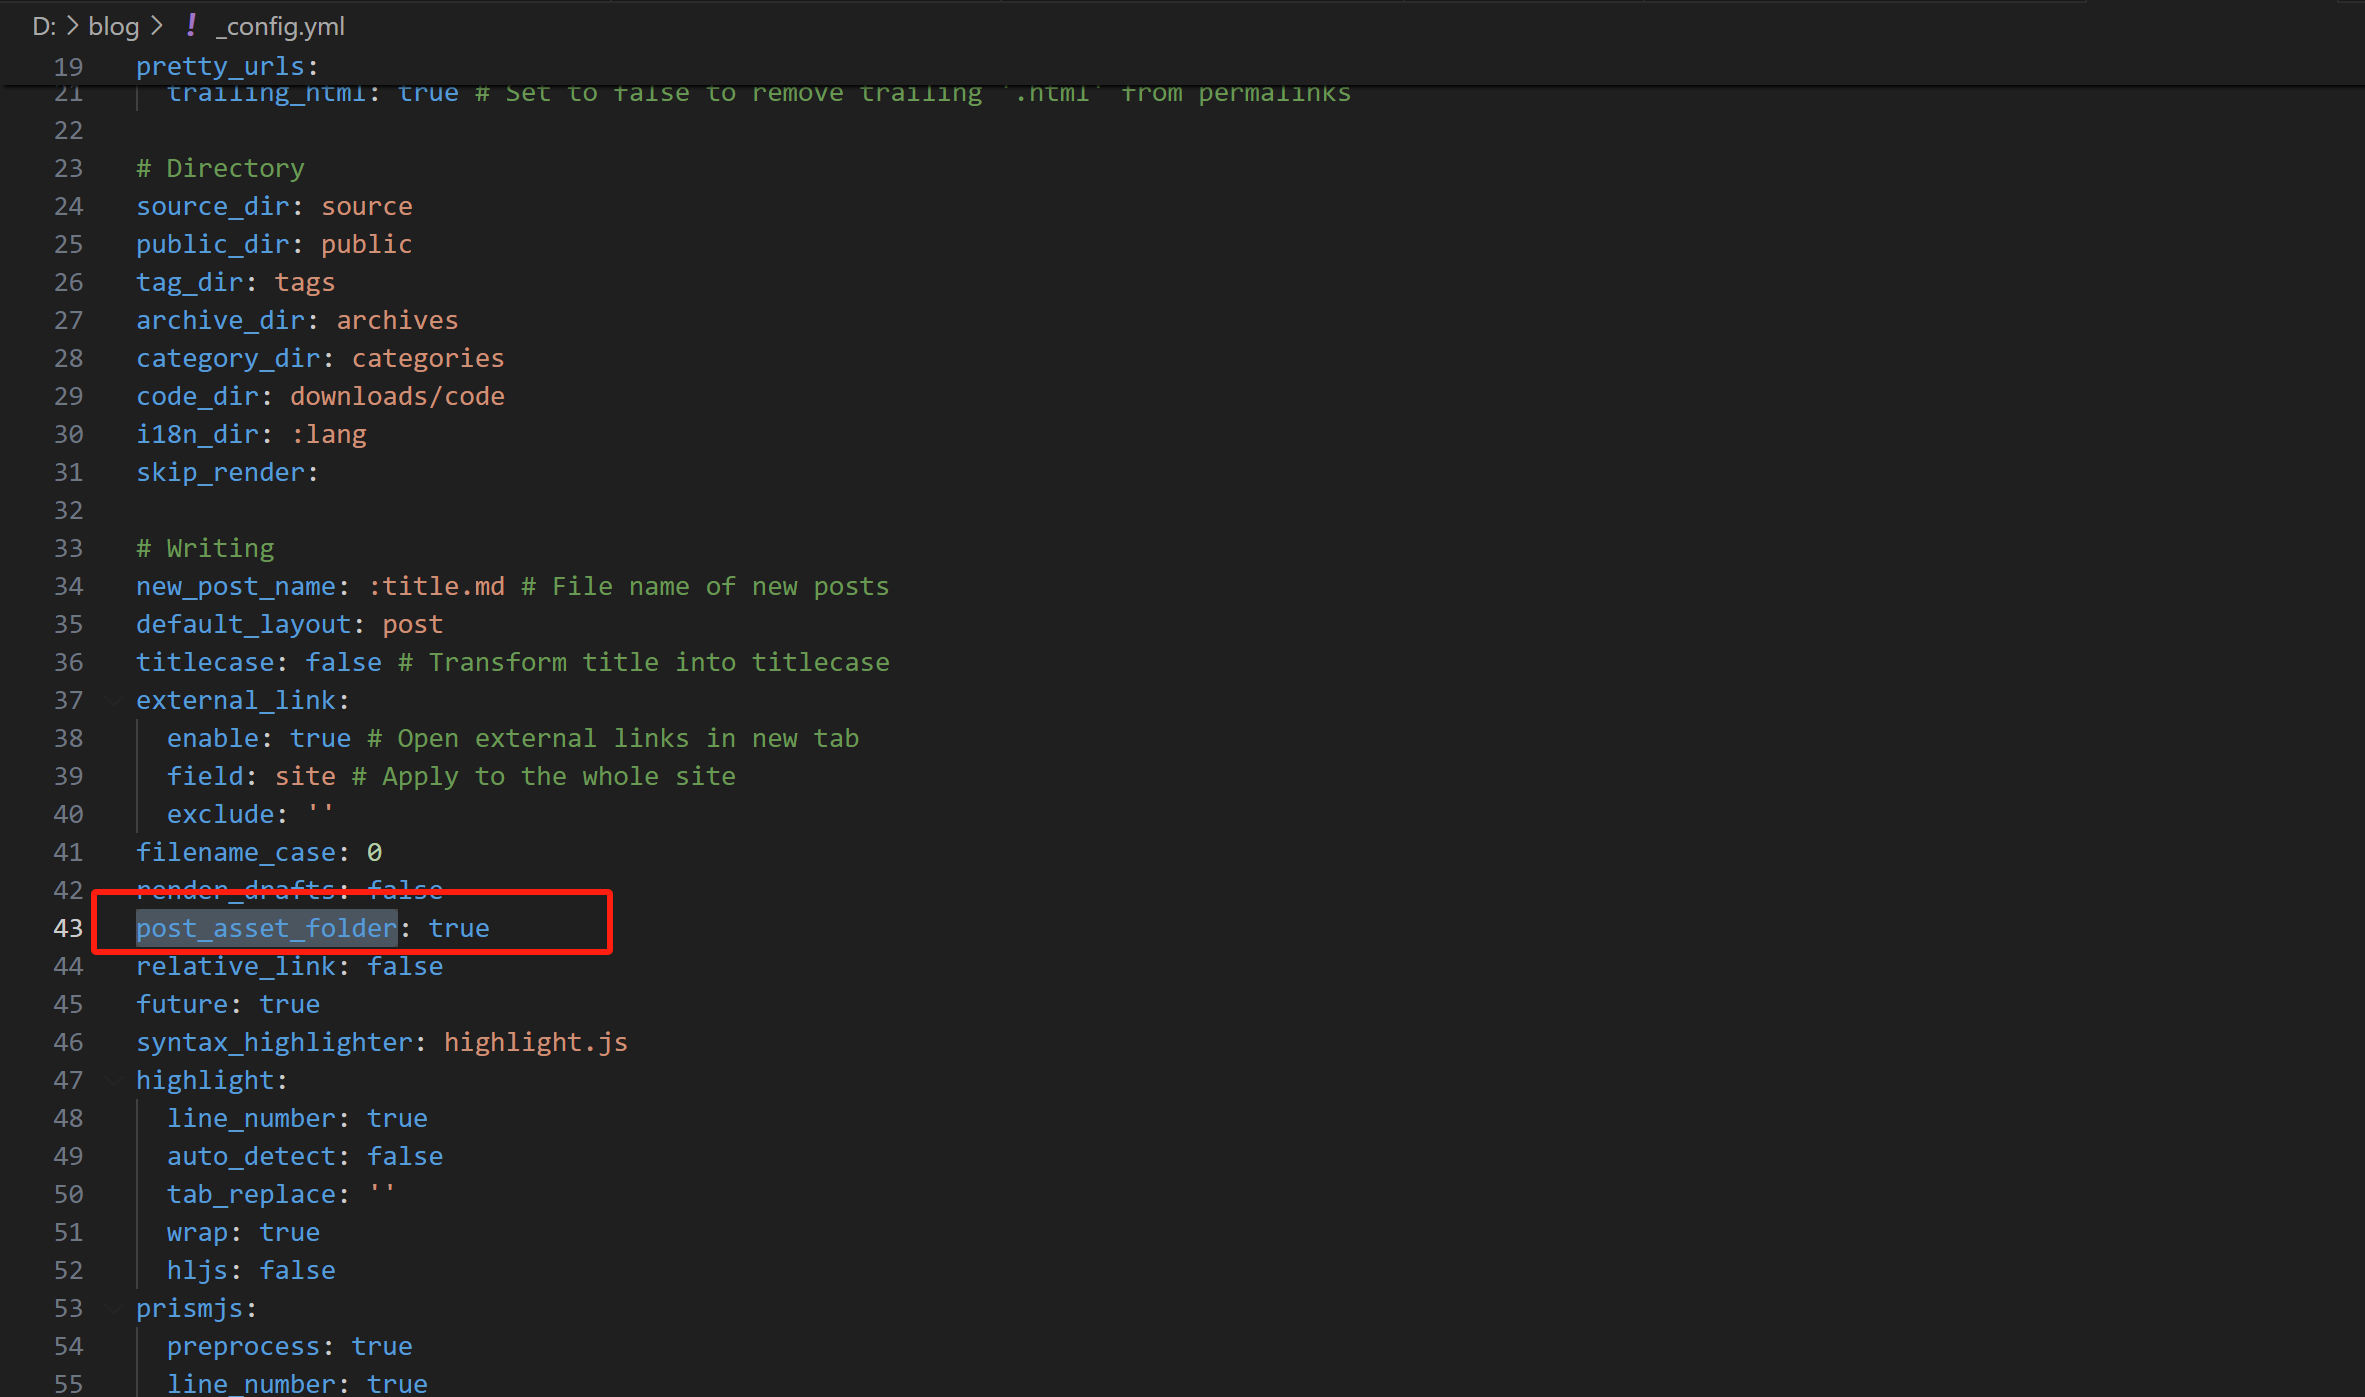 D: > blog > ! _config.yml
19 pretty_urls:
21 trailing_html: true # Set to false to remove trailing '.html' from permalinks
22
23 # Directory
24 source_dir: source
25 public_dir: public
26 tag_dir: tags
27 archive_dir: archives
28 category_dir: categories
29 code_dir: downloads/code
30 i18n_dir: :lang
31 skip_render:
32
33 # Writing
34 new_post_name: :title.md # File name of new posts
35 default_layout: post
36 titlecase: false # Transform title into titlecase
37 external_link:
38 enable: true # Open external links in new tab
39 field: site # Apply to the whole site
40 exclude: ''
41 filename_case: 0
42 render_drafts: false
43 post_asset_folder: true
44 relative_link: false
45 future: true
46 syntax_highlighter: highlight.js
47 highlight:
48 line_number: true
49 auto_detect: false
50 tab_replace: ''
51 wrap: true
52 hljs: false
53 prismjs:
54 preprocess: true
55 line_number: true